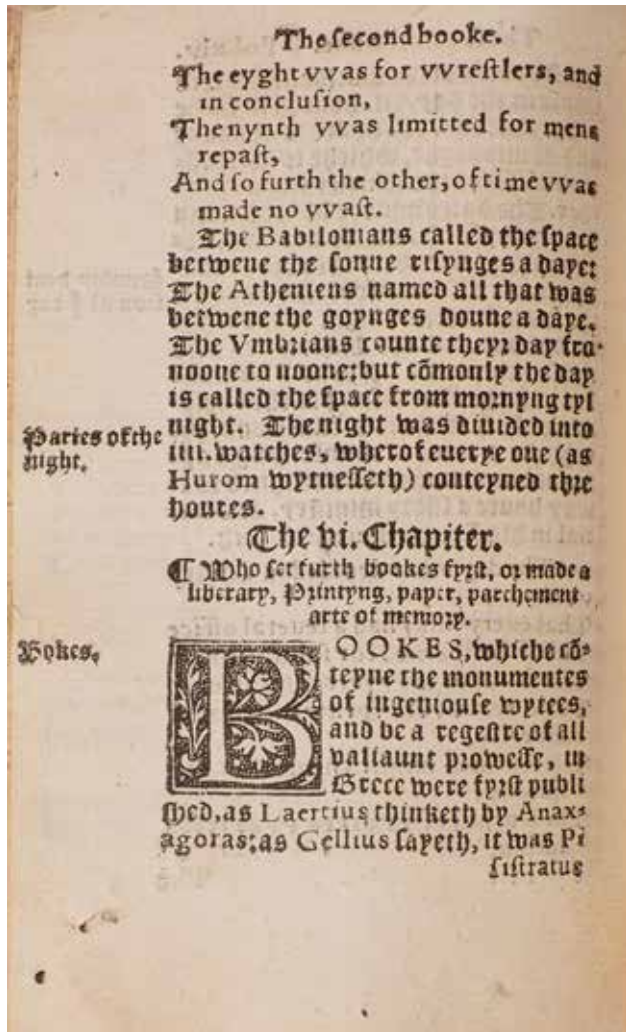 The ſecond booke.
The eyght vvas for vvreſtlers, and
in concluſion,
The nynth vvas limitted for mens
repaſt,
And ſo furth the other, of time vvas
made no vvaſt.
The Babilonians called the ſpace
betwene the ſonne riſynges a daye:
The Atheniens named all that was
betwene the goynges doune a daye.
The Vmbrians counte theyr day frō
noone to noone: but cōmonly the day
is called the ſpace from mornyng tyl
night. The night was diuided into
Partes of the
night.
iiii. watches, wherof euerye one (as
Hurom wytneſſeth) conteyned thre
houres.
The vi. Chapiter.
¶ Who ſet furth bookes fyrſt, or made a
liberary, Printyng, paper, parchement
arte of memory.
Bokes.
BOOKES, whiche cō-
teyne the monumentes
of ingeniouſe wyttes,
and be a regeſtre of all
valiaunt proweſſe, in
Grece were fyrſt publi
ſhed, as Laertius thinketh by Anax-
agoras: as Gellius ſayeth, it was Pi
ſiſtratus